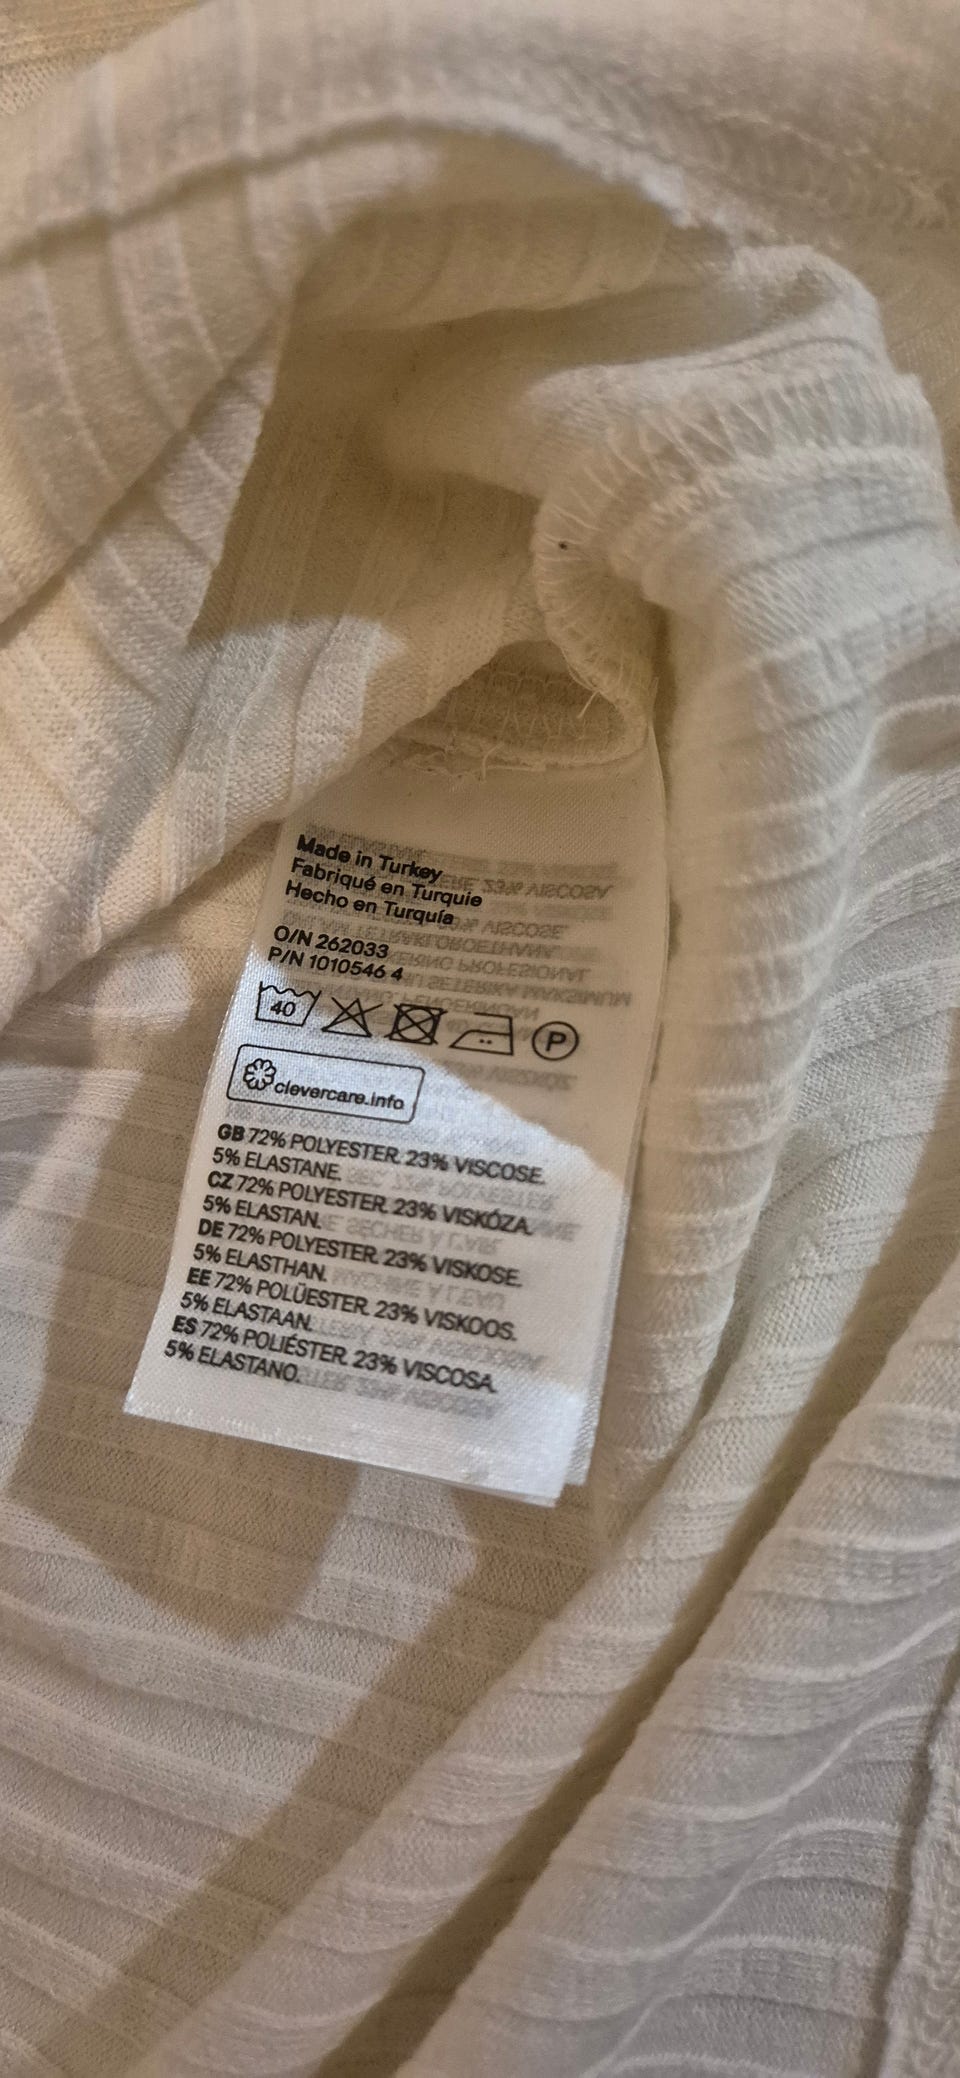 Made in Turkey
Fabriqué en Turquie
Hecho en Turquía
O/N 262033
P/N 1010546 4
40
P
clevercare.info
GB 72% POLYESTER. 23% VISCOSE.
5% ELASTANE.
CZ 72% POLYESTER. 23% VISKÓZA.
5% ELASTAN.
DE 72% POLYESTER. 23% VISKOSE.
5% ELASTHAN.
EE 72% POLÜESTER. 23% VISKOOS.
5% ELASTAAN.
ES 72% POLIÉSTER. 23% VISCOSA.
5% ELASTANO.